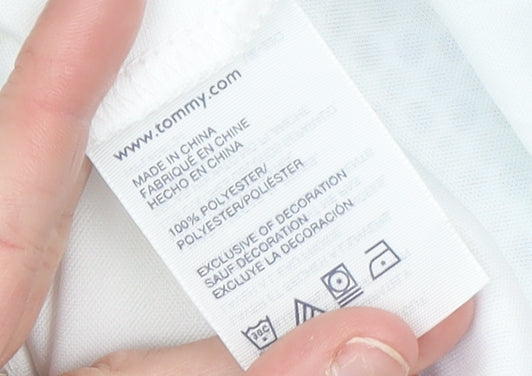 www.tommy.com
MADE IN CHINA
FABRIQUÉ EN CHINE
HECHO EN CHINA
100% POLYESTER/
POLYESTER/POLIÉSTER
EXCLUSIVE OF DECORATION
SAUF DÉCORATION
EXCLUYE LA DECORACIÓN